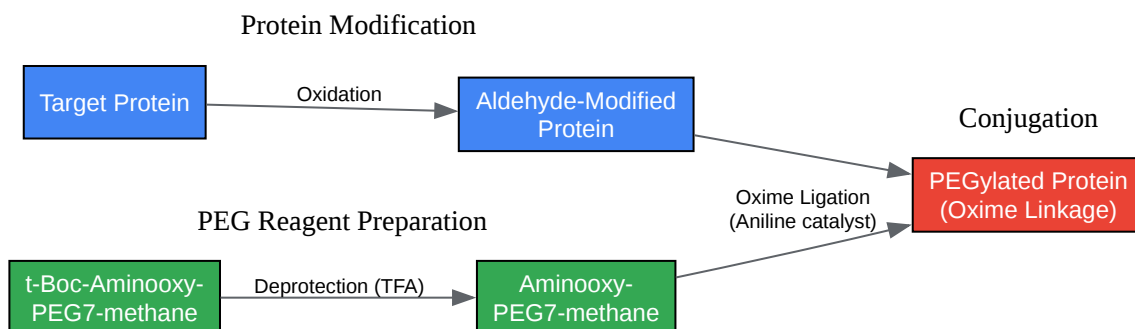 Protein Modification
Target Protein
Oxidation
Aldehyde-Modified
Protein
Conjugation
PEGylated Protein
(Oxime Linkage)
Oxime Ligation
(Aniline catalyst)
PEG Reagent Preparation
t-Boc-Aminooxy-
PEG7-methane
Deprotection (TFA)
Aminooxy-
PEG7-methane